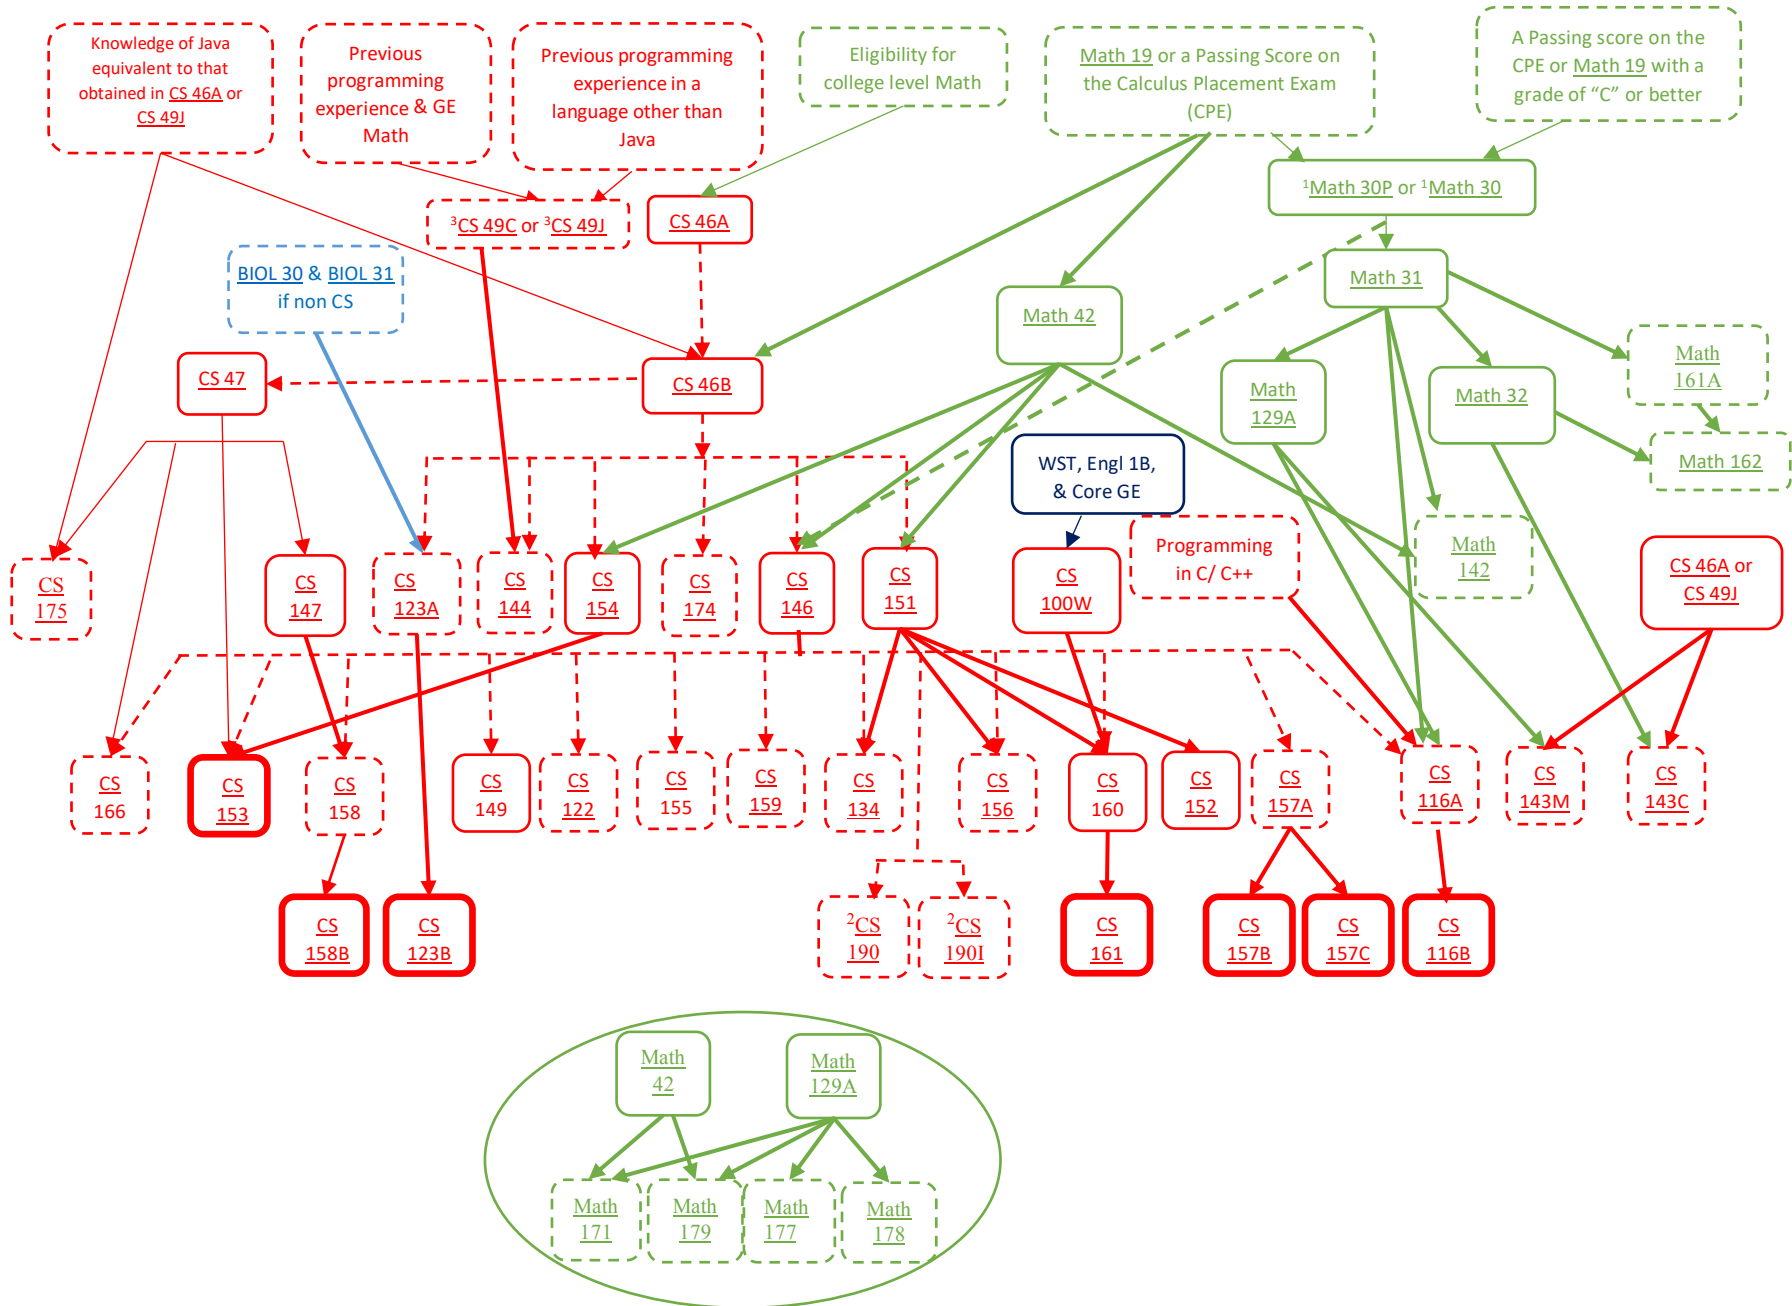 Knowledge of Java
equivalent to that
obtained in CS 46A or
CS 49J
Previous
programming
experience & GE
Math
Previous programming
experience in a
language other than
Java
Eligibility for
college level Math
Math 19 or a Passing Score on
the Calculus Placement Exam
(CPE)
A Passing score on the
CPE or Math 19 with a
grade of “C” or better
¹Math 30P or ¹Math 30
³CS 49C or ³CS 49J
CS 46A
BIOL 30 & BIOL 31
if non CS
Math 31
Math 42
CS 47
CS 46B
Math
129A
Math 32
Math
161A
Math 162
WST, Engl 1B,
& Core GE
Programming
in C/ C++
Math
142
CS 46A or
CS 49J
CS
175
CS
147
CS
123A
CS
144
CS
154
CS
174
CS
146
CS
151
CS
100W
CS
166
CS
153
CS
158
CS
149
CS
122
CS
155
CS
159
CS
134
CS
156
CS
160
CS
152
CS
157A
CS
116A
CS
143M
CS
143C
CS
158B
CS
123B
²CS
190
²CS
190I
CS
161
CS
157B
CS
157C
CS
116B
Math
42
Math
129A
Math
171
Math
179
Math
177
Math
178